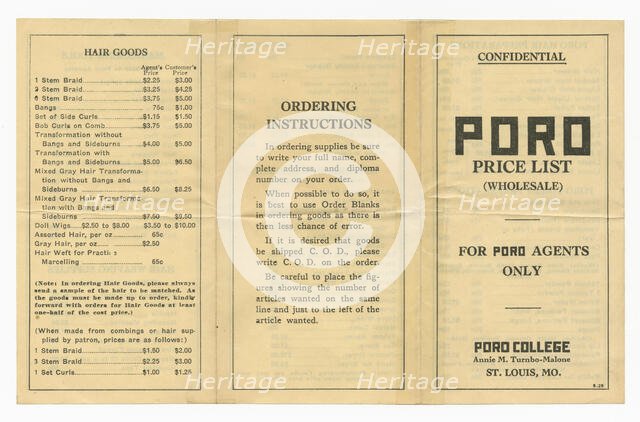 HAIR GOODS
Agent's Customer's
Price Price
1 Stem Braid $2.25 $3.00
2 Stem Braid $3.25 $4.25
Stem Braid $3.75 $5.00
Bangs 75c $1.00
Set of Side Curls $1.15 $1.50
Bob Curls on Comb $3.75 $5.00
Transformation without
Bangs and Sideburns $4.00 $5.00
Transformation with
Bangs and Sideburns $5.00 $6.50
Mixed Gray Hair Transforma-
tion without Bangs and
Sideburns $6.50 $8.25
Mixed Gray Hair Transforma-
tion with Bangs and
Sideburns $7.50 $9.50
Doll Wigs $2.50 to $8.00 $3.50 to $10.00
Assorted Hair, per oz 65c
Gray Hair, per oz $2.50
Hair Weft for Practice
Marcelling 65c
(Note: In ordering Hair Goods, please always
send a sample of the hair to be matched. As
the goods must be made up to order, kindly
forward with orders for Hair Goods at least
one-half of the cost price.)
(When made from combings or hair sup-
plied by patron, prices are as follows:)
1 Stem Braid $1.50 $2.00
3 Stem Braid $2.25 $3.00
1 Set Curls $1.00 $1.25
ORDERING
INSTRUCTIONS
In ordering supplies be sure
to write your full name, com-
plete address, and diploma
number on your order.
When possible to do so, it
is best to use Order Blanks
in ordering goods as there is
then less chance of error.
If it is desired that goods
be shipped C. O. D., please
write C. O. D. on the order.
Be careful to place the fig-
ures showing the number of
articles wanted on the same
line and just to the left of the
article wanted.
CONFIDENTIAL
PORO
PRICE LIST
(WHOLESALE)
FOR PORO AGENTS
ONLY
PORO COLLEGE
Annie M. Turnbo-Malone
ST. LOUIS, MO.
Heritage
Heritage
Heritage
Heritage
Heritage
Heritage